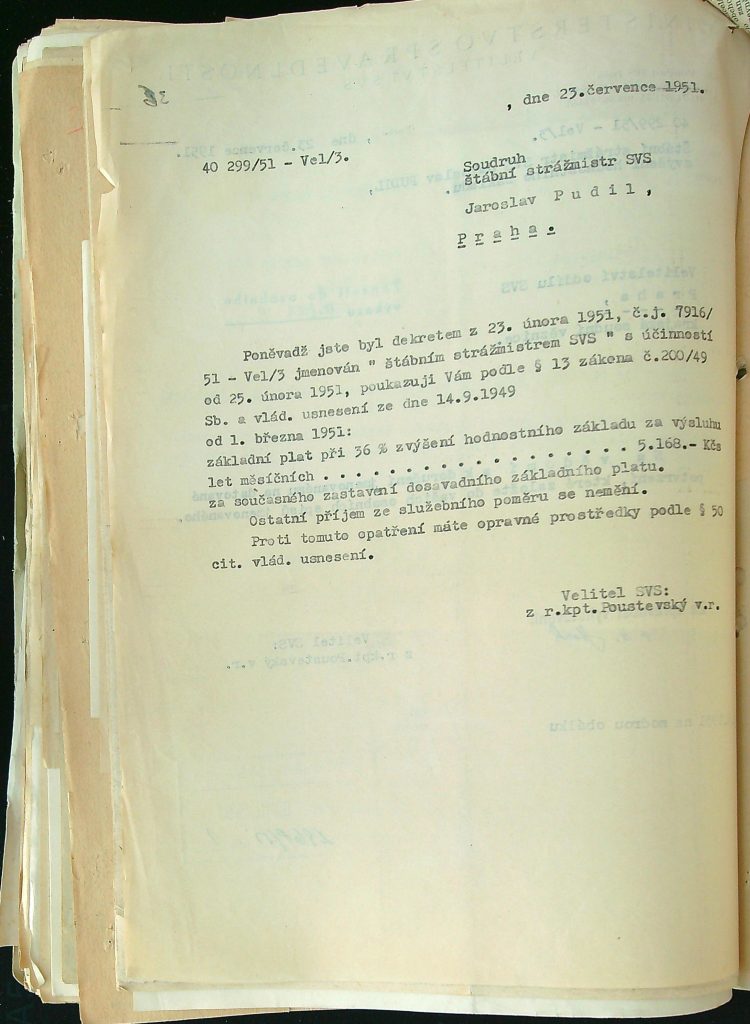 , dne 23.července 1951.
40 299/51 - Vel/3.
Soudruh
štábní strážmistr SVS
Jaroslav P u d i l ,
P r a h a .
Poněvadž jste byl dekretem z 23. února 1951, č.j. 7916/
51 - Vel/3 jmenován " štábním strážmistrem SVS " s účinností
od 25. února 1951, poukazuji Vám podle § 13 zákona č.200/49
Sb. a vlád. usnesení ze dne 14.9.1949
od 1. března 1951:
základní plat při 36 % zvýšení hodnostního základu za výsluhu
let měsíčních . . . . . . . . . . . . . . . . . 5.168.- Kčs
za současného zastavení dosavadního základního platu.
Ostatní příjem ze služebního poměru se nemění.
Proti tomuto opatření máte opravné prostředky podle § 50
cit. vlád. usnesení.
Velitel SVS:
z r.kpt.Poustevský v.r.